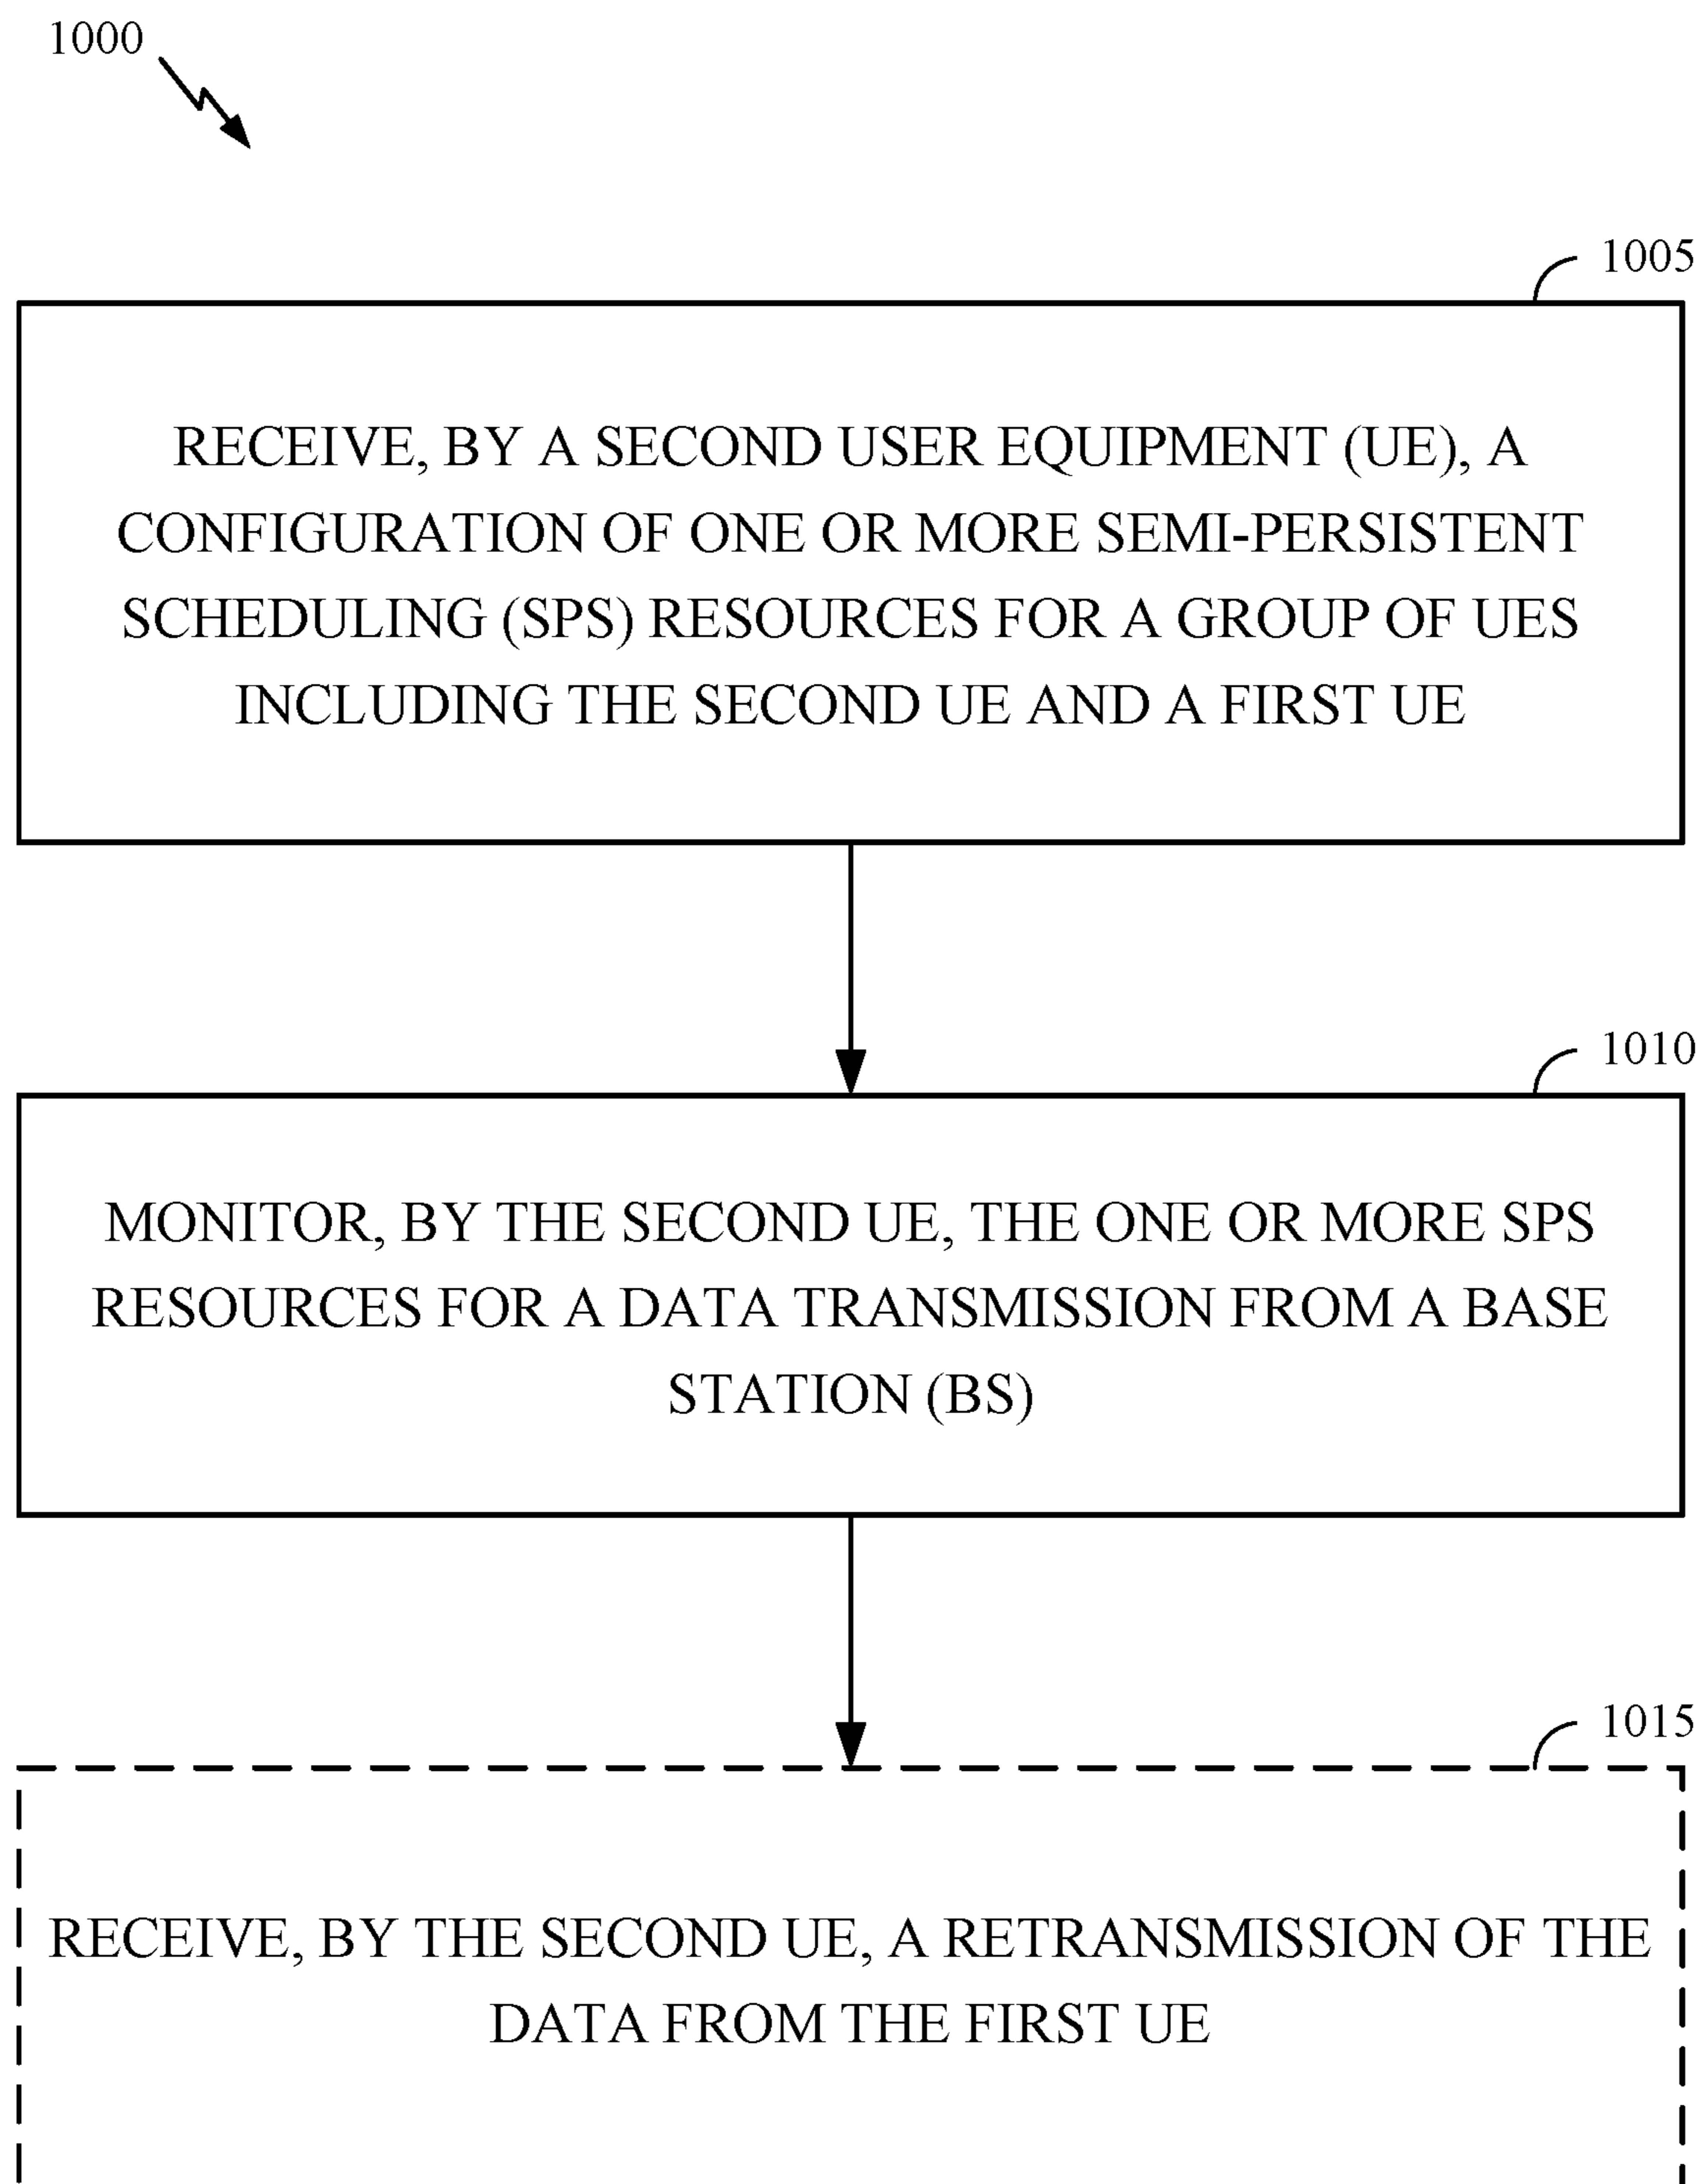 1000
1005
RECEIVE, BY A SECOND USER EQUIPMENT (UE), A
CONFIGURATION OF ONE OR MORE SEMI-PERSISTENT
SCHEDULING (SPS) RESOURCES FOR A GROUP OF UES
INCLUDING THE SECOND UE AND A FIRST UE
1010
MONITOR, BY THE SECOND UE, THE ONE OR MORE SPS
RESOURCES FOR A DATA TRANSMISSION FROM A BASE
STATION (BS)
1015
RECEIVE, BY THE SECOND UE, A RETRANSMISSION OF THE
DATA FROM THE FIRST UE